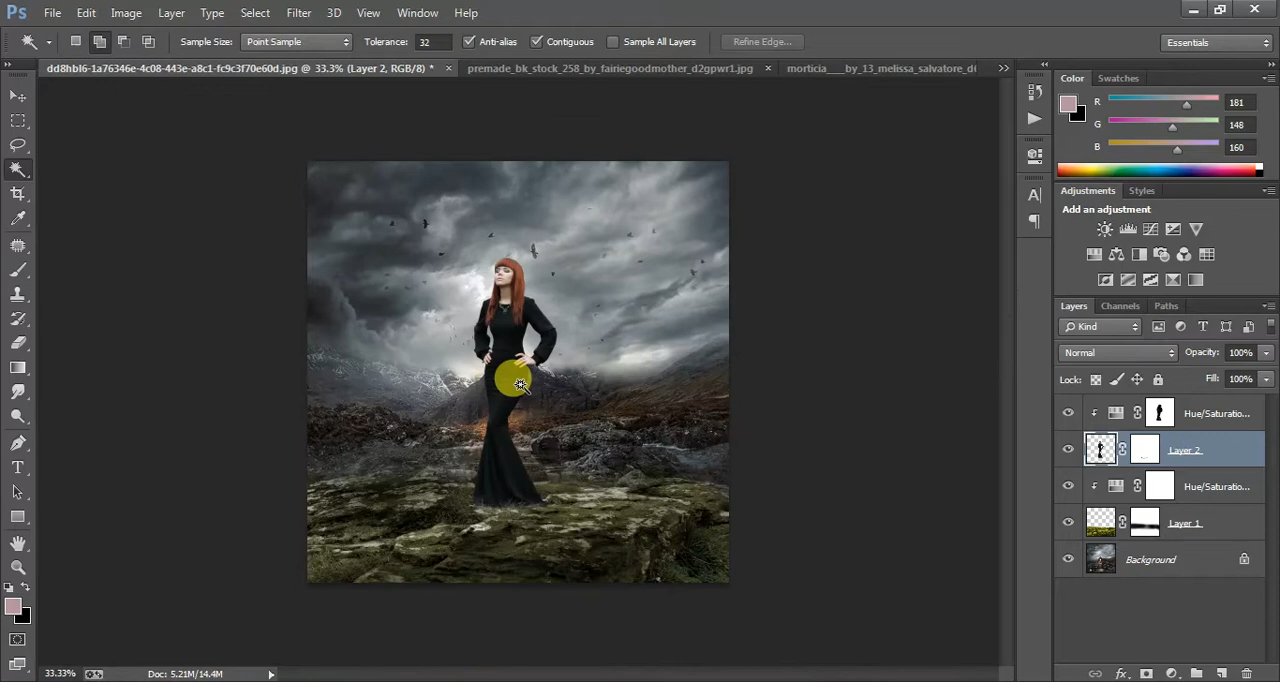 Ps File Edit Image Layer Type Select Filter 3D View Window Help
Sample Size: Point Sample Tolerance: 32 Anti-alias Contiguous Sample All Layers Refine Edge... Essentials
dd8hbl6-1a76346e-4c08-443e-a8c1-fc9c3f70e60d.jpg @ 33.3% (Layer 2, RGB/8) * × premade_bk_stock_258_by_fairiegoodmother_d2gpwr1.jpg × morticia___by_13_melissa_salvatore_d6
Color Swatches
R 181
G 148
B 160
Adjustments Styles
Add an adjustment
Layers Channels Paths
Kind
Normal Opacity: 100%
Lock: Fill: 100%
Hue/Saturatio...
Layer 2
Hue/Saturatio...
Layer 1
Background
33.33% Doc: 5.21M/14.4M